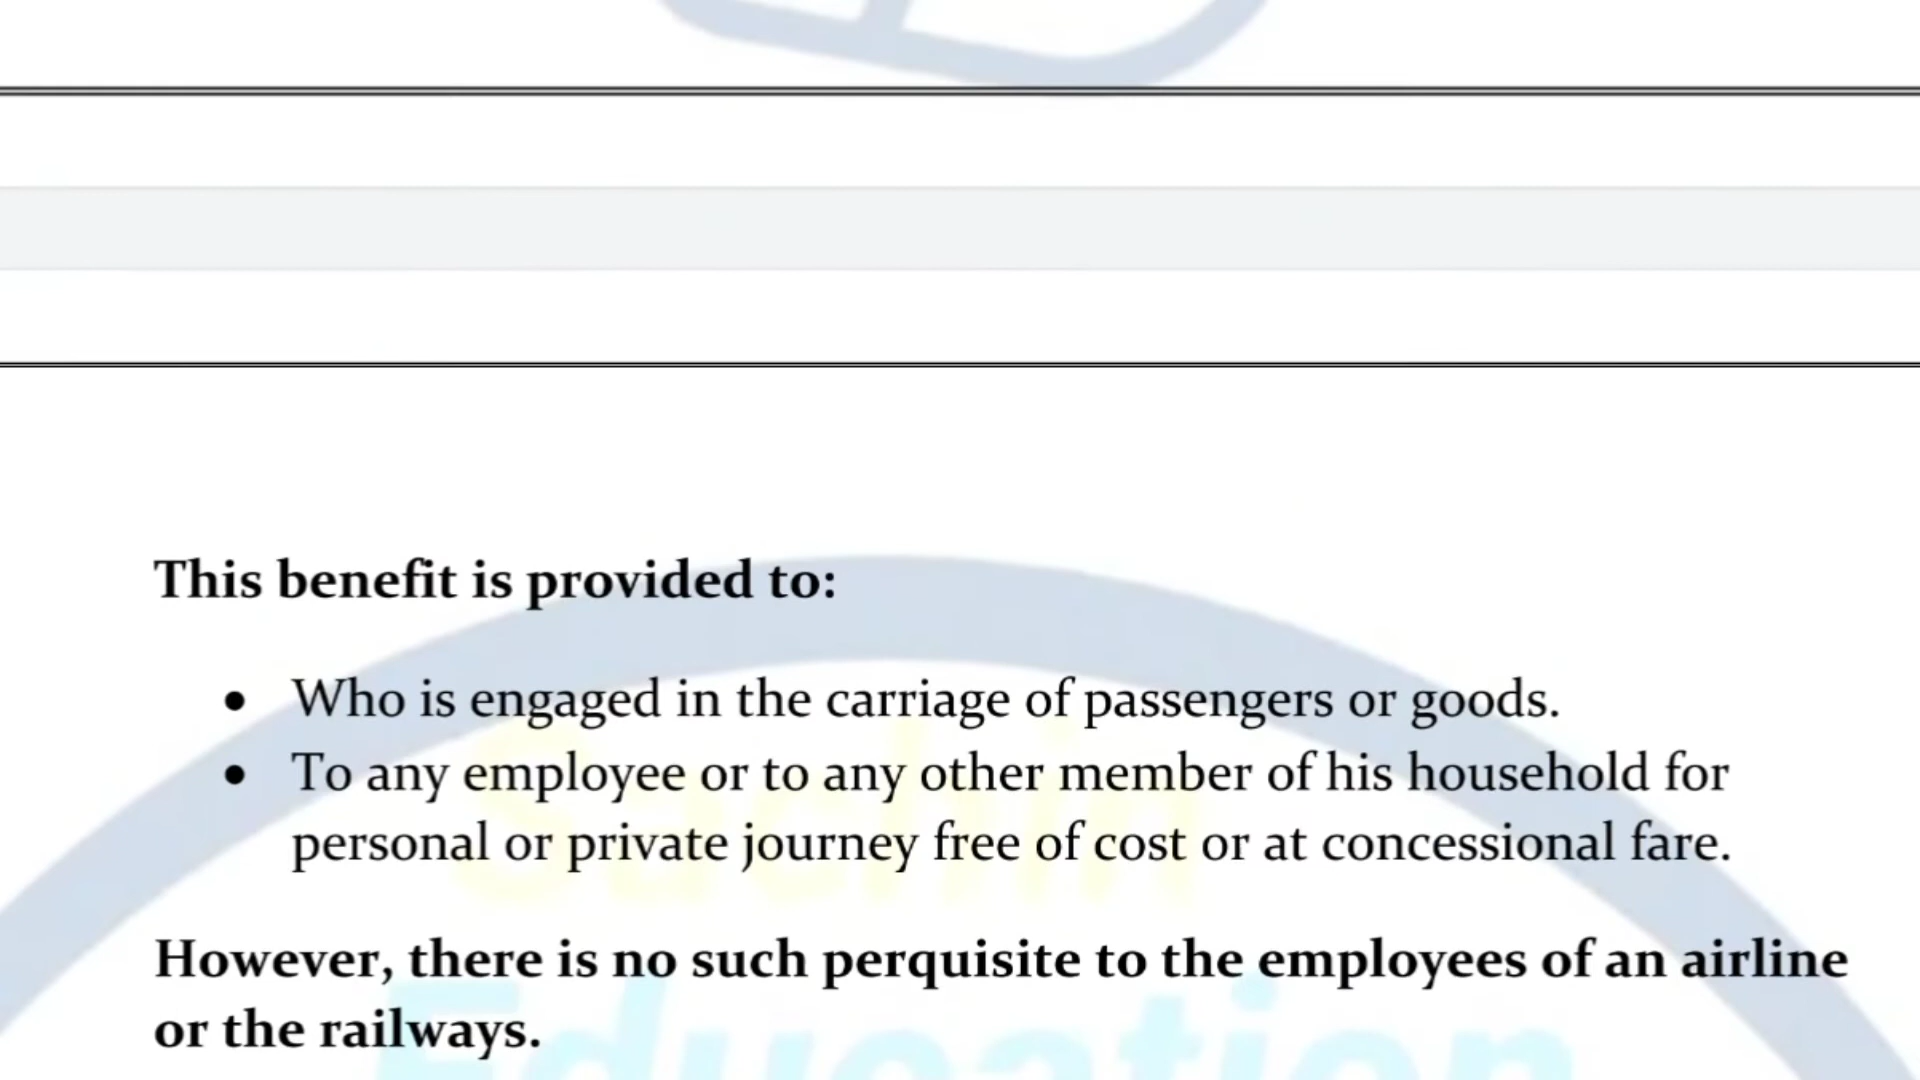 This benefit is provided to:
• Who is engaged in the carriage of passengers or goods.
• To any employee or to any other member of his household for
personal or private journey free of cost or at concessional fare.
However, there is no such perquisite to the employees of an airline
or the railways.
Sachin
Education